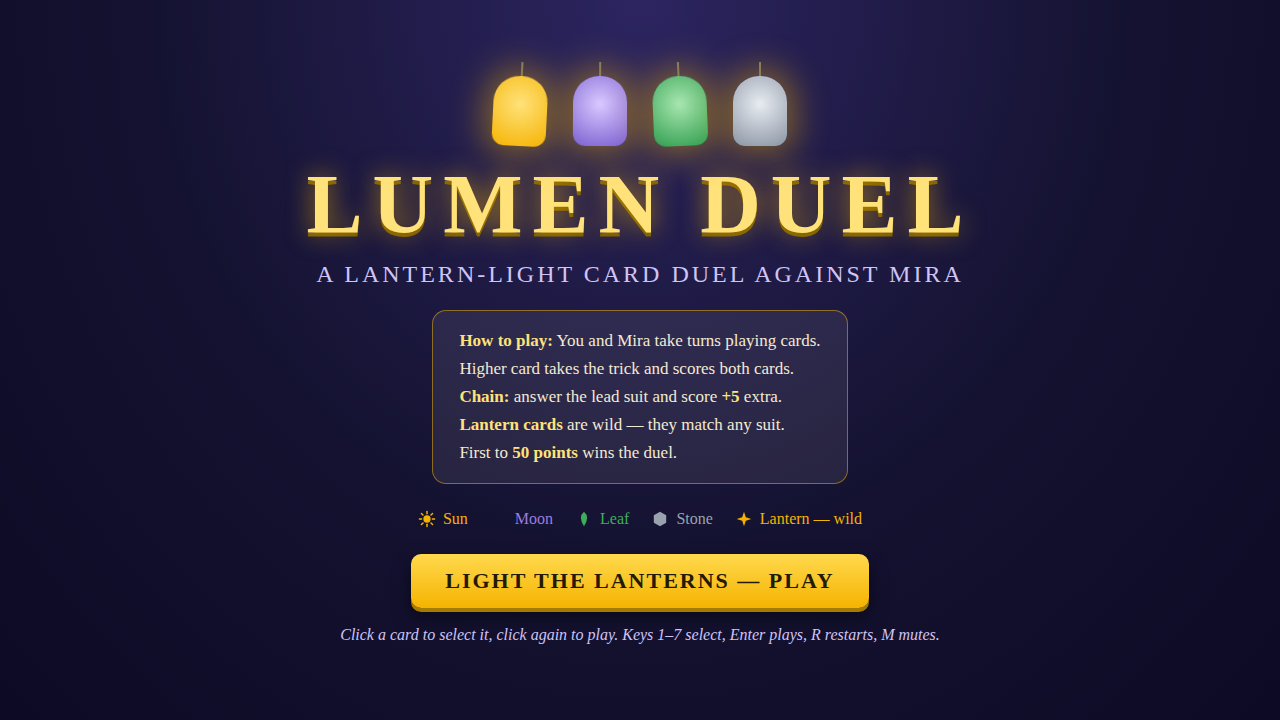 LUMEN DUEL
A LANTERN-LIGHT CARD DUEL AGAINST MIRA
How to play: You and Mira take turns playing cards.
Higher card takes the trick and scores both cards.
Chain: answer the lead suit and score +5 extra.
Lantern cards are wild — they match any suit.
First to 50 points wins the duel.
Sun Moon Leaf Stone Lantern — wild
LIGHT THE LANTERNS — PLAY
Click a card to select it, click again to play. Keys 1–7 select, Enter plays, R restarts, M mutes.